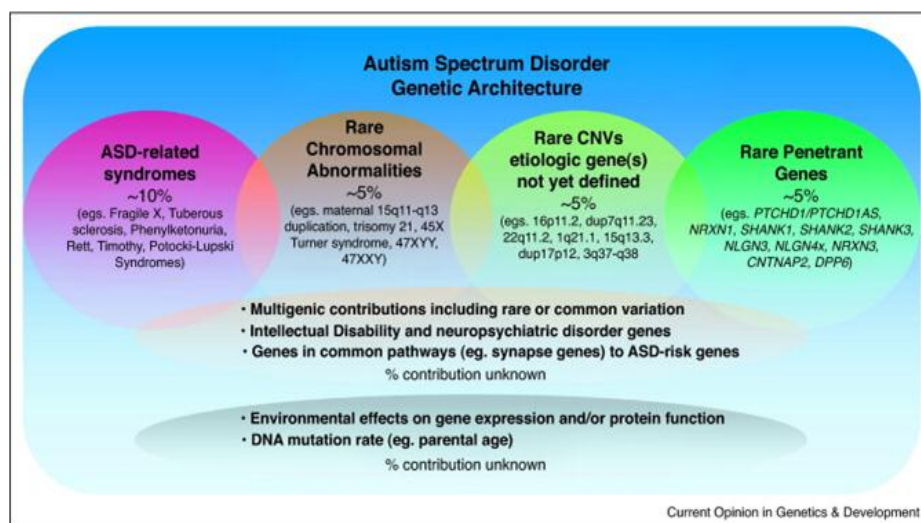 Autism Spectrum Disorder
Genetic Architecture
ASD-related
syndromes
~10%
(egs. Fragile X, Tuberous
sclerosis, Phenylketonuria,
Rett, Timothy, Potocki-Lupski
Syndromes)
Rare
Chromosomal
Abnormalities
~5%
(egs. maternal 15q11-q13
duplication, trisomy 21, 45X
Turner syndrome, 47XYY,
47XXY)
Rare CNVs
etiologic gene(s)
not yet defined
~5%
(egs. 16p11.2, dup7q11.23,
22q11.2, 1q21.1, 15q13.3,
dup17p12, 3q37-q38
Rare Penetrant
Genes
~5%
(eg. PTCHD1/PTCHD1AS,
NRXN1, SHANK1, SHANK2, SHANK3,
NLGN3, NLGN4x, NRXN3,
CNTNAP2, DPP6)
• Multigenic contributions including rare or common variation
• Intellectual Disability and neuropsychiatric disorder genes
• Genes in common pathways (eg. synapse genes) to ASD-risk genes
% contribution unknown
• Environmental effects on gene expression and/or protein function
• DNA mutation rate (eg. parental age)
% contribution unknown
Current Opinion in Genetics & Development